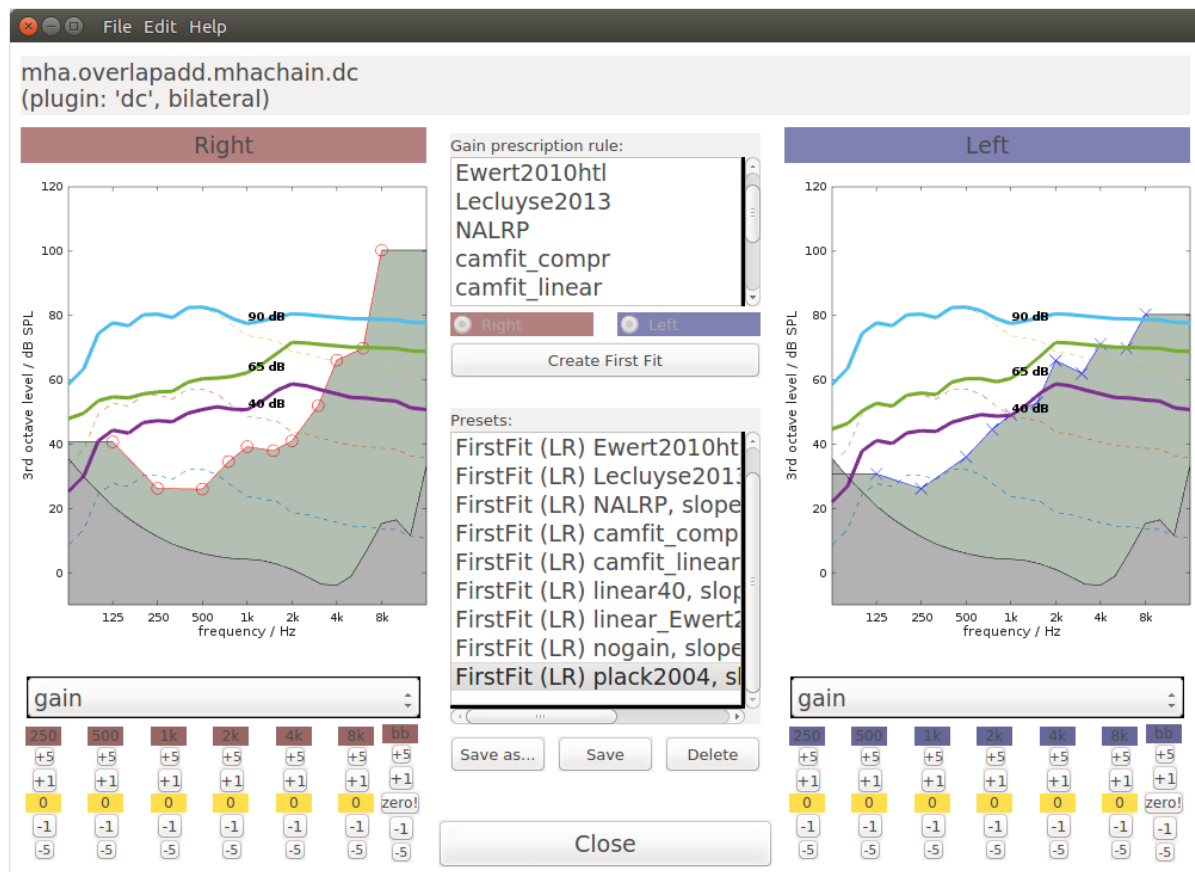 File Edit Help
mha.overlapadd.mhachain.dc
(plugin: 'dc', bilateral)
Right
120
100
80
60
40
20
0
3rd octave level / dB SPL
90 dB
65 dB
40 dB
125 250 500 1k 2k 4k 8k
frequency / Hz
gain
250 500 1k 2k 4k 8k bb
+5 +5 +5 +5 +5 +5 +5
+1 +1 +1 +1 +1 +1 +1
0 0 0 0 0 0 zero!
-1 -1 -1 -1 -1 -1 -1
-5 -5 -5 -5 -5 -5 -5
Gain prescription rule:
Ewert2010htl
Lecluyse2013
NALRP
camfit_compr
camfit_linear
Right Left
Create First Fit
Presets:
FirstFit (LR) Ewert2010ht
FirstFit (LR) Lecluyse201
FirstFit (LR) NALRP, slope
FirstFit (LR) camfit_comp
FirstFit (LR) camfit_linear
FirstFit (LR) linear40, slop
FirstFit (LR) linear_Ewert2
FirstFit (LR) nogain, slope
FirstFit (LR) plack2004, sl
Save as... Save Delete
Close
Left
120
100
80
60
40
20
0
3rd octave level / dB SPL
90 dB
65 dB
40 dB
125 250 500 1k 2k 4k 8k
frequency / Hz
gain
250 500 1k 2k 4k 8k bb
+5 +5 +5 +5 +5 +5 +5
+1 +1 +1 +1 +1 +1 +1
0 0 0 0 0 0 zero!
-1 -1 -1 -1 -1 -1 -1
-5 -5 -5 -5 -5 -5 -5